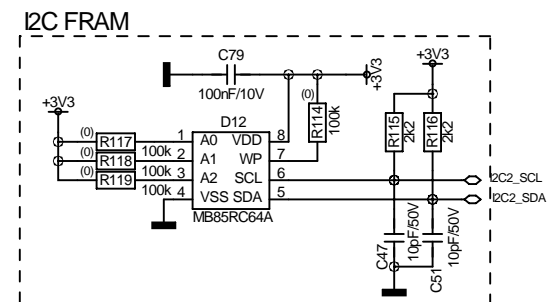 I2C FRAM
C79
100nF/10V
+3V3
+3V3
+3V3
(0)
R114
100k
R115
2k2
R116
2k2
D12
(0)
R117
100k
(0)
R118
100k
(0)
R119
100k
1 A0 VDD 8
2 A1 WP 7
3 A2 SCL 6
4 VSS SDA 5
MB85RC64A
I2C2_SCL
I2C2_SDA
C47
10pF/50V
C51
10pF/50V